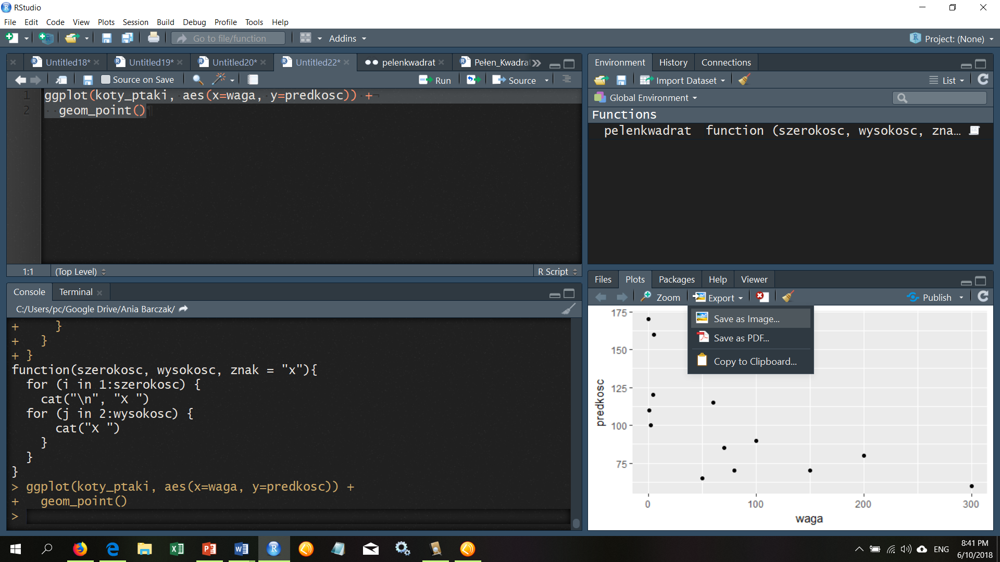 RStudio
File Edit Code View Plots Session Build Debug Profile Tools Help
Go to file/function Addins Project: (None)
Untitled18* Untitled19* Untitled20* Untitled22* pelenkwadrat Pełen_Kwadra
Source on Save Run Source
1 ggplot(koty_ptaki, aes(x=waga, y=predkosc)) +
2 geom_point()
1:1 (Top Level) R Script
Console Terminal
C:/Users/pc/Google Drive/Ania Barczak/
+ }
+ }
+ }
function(szerokosc, wysokosc, znak = "x"){
for (i in 1:szerokosc) {
cat("\n", "X ")
for (j in 2:wysokosc) {
cat("X ")
}
}
}
> ggplot(koty_ptaki, aes(x=waga, y=predkosc)) +
+ geom_point()
>
Environment History Connections
Import Dataset List
Global Environment
Functions
pelenkwadrat function (szerokosc, wysokosc, zna…
Files Plots Packages Help Viewer
Zoom Export Publish
Save as Image...
Save as PDF...
Copy to Clipboard...
175
150
125
100
75
predkosc
0 100 200 300
waga
ENG
8:41 PM
6/10/2018